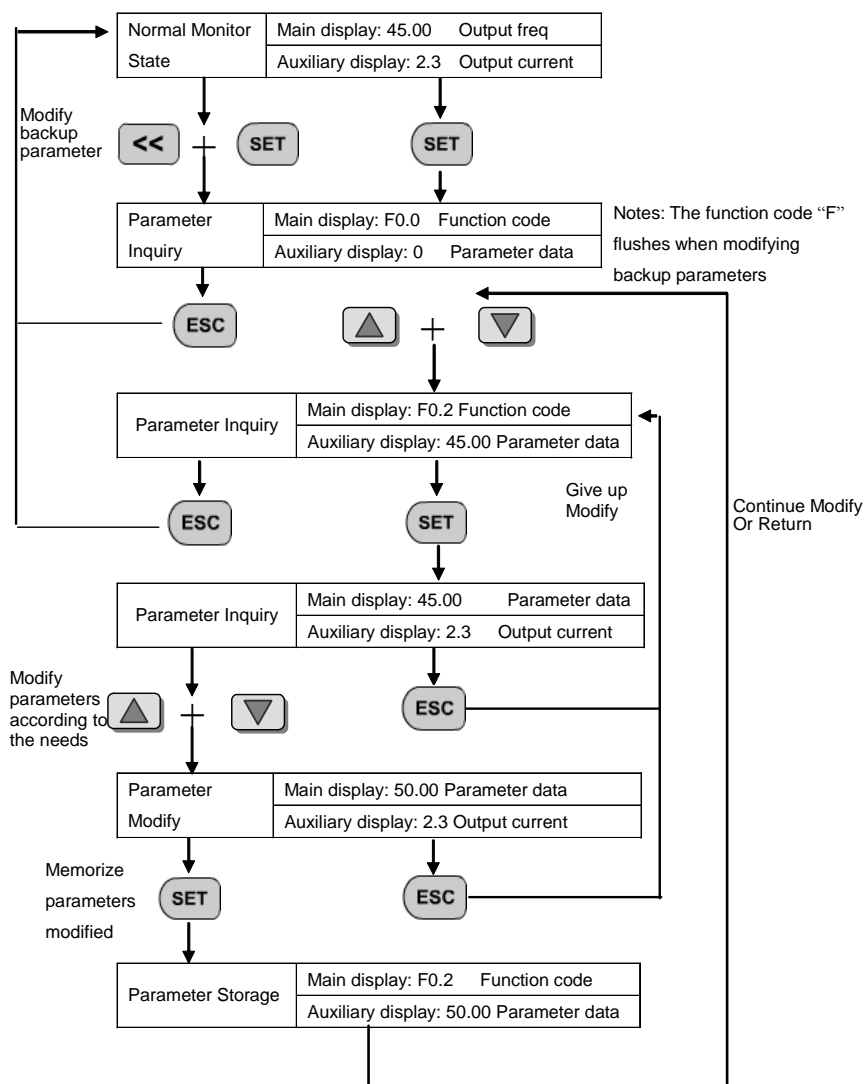 Normal Monitor State
Main display: 45.00 Output freq
Auxiliary display: 2.3 Output current
Modify
backup
parameter
<< + SET
SET
Parameter
Inquiry
Main display: F0.0 Function code
Auxiliary display: 0 Parameter data
Notes: The function code “F”
flushes when modifying
backup parameters
ESC
+
Parameter Inquiry
Main display: F0.2 Function code
Auxiliary display: 45.00 Parameter data
ESC
SET
Give up
Modify
Continue Modify
Or Return
Parameter Inquiry
Main display: 45.00 Parameter data
Auxiliary display: 2.3 Output current
Modify
parameters
according to
the needs
+
ESC
Parameter
Modify
Main display: 50.00 Parameter data
Auxiliary display: 2.3 Output current
Memorize
parameters
modified
SET
ESC
Parameter Storage
Main display: F0.2 Function code
Auxiliary display: 50.00 Parameter data